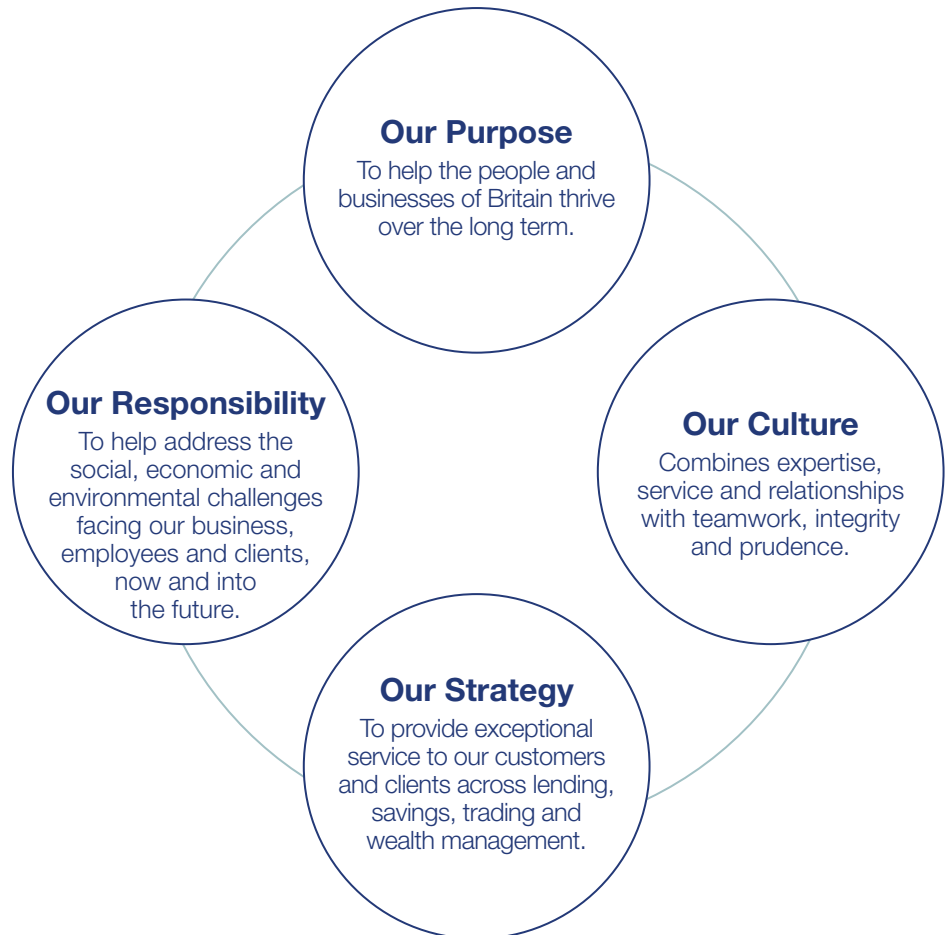 Our Purpose
To help the people and
businesses of Britain thrive
over the long term.
Our Responsibility
To help address the
social, economic and
environmental challenges
facing our business,
employees and clients,
now and into
the future.
Our Culture
Combines expertise,
service and relationships
with teamwork, integrity
and prudence.
Our Strategy
To provide exceptional
service to our customers
and clients across lending,
savings, trading and
wealth management.